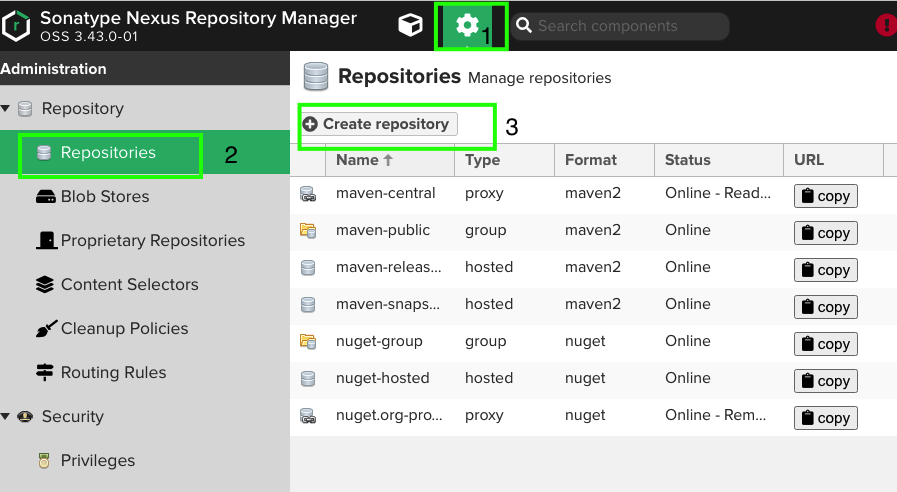 Sonatype Nexus Repository Manager
OSS 3.43.0-01
1
Search components
Administration
Repository
Repositories
2
Blob Stores
Proprietary Repositories
Content Selectors
Cleanup Policies
Routing Rules
Security
Privileges
Repositories Manage repositories
Create repository
3
Name Type Format Status URL
maven-central proxy maven2 Online - Read... copy
maven-public group maven2 Online copy
maven-releas... hosted maven2 Online copy
maven-snaps... hosted maven2 Online copy
nuget-group group nuget Online copy
nuget-hosted hosted nuget Online copy
nuget.org-pro... proxy nuget Online - Rem... copy